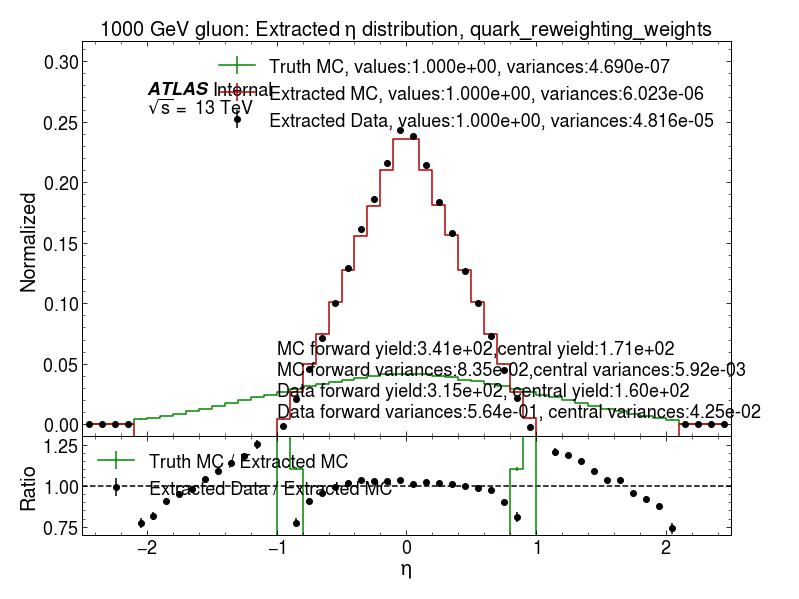 1000 GeV gluon: Extracted η distribution, quark_reweighting_weights
Truth MC, values:1.000e+00, variances:4.690e-07
ATLAS Internal
Extracted MC, values:1.000e+00, variances:6.023e-06
√s = 13 TeV
Extracted Data, values:1.000e+00, variances:4.816e-05
Normalized
0.30
0.25
0.20
0.15
0.10
0.05
0.00
MC forward yield:3.41e+02,central yield:1.71e+02
MC forward variances:8.35e-02,central variances:5.92e-03
Data forward yield:3.15e+02, central yield:1.60e+02
Data forward variances:5.64e-01, central variances:4.25e-02
Ratio
1.25
1.00
0.75
Truth MC / Extracted MC
Extracted Data / Extracted MC
−2 −1 0 1 2
η